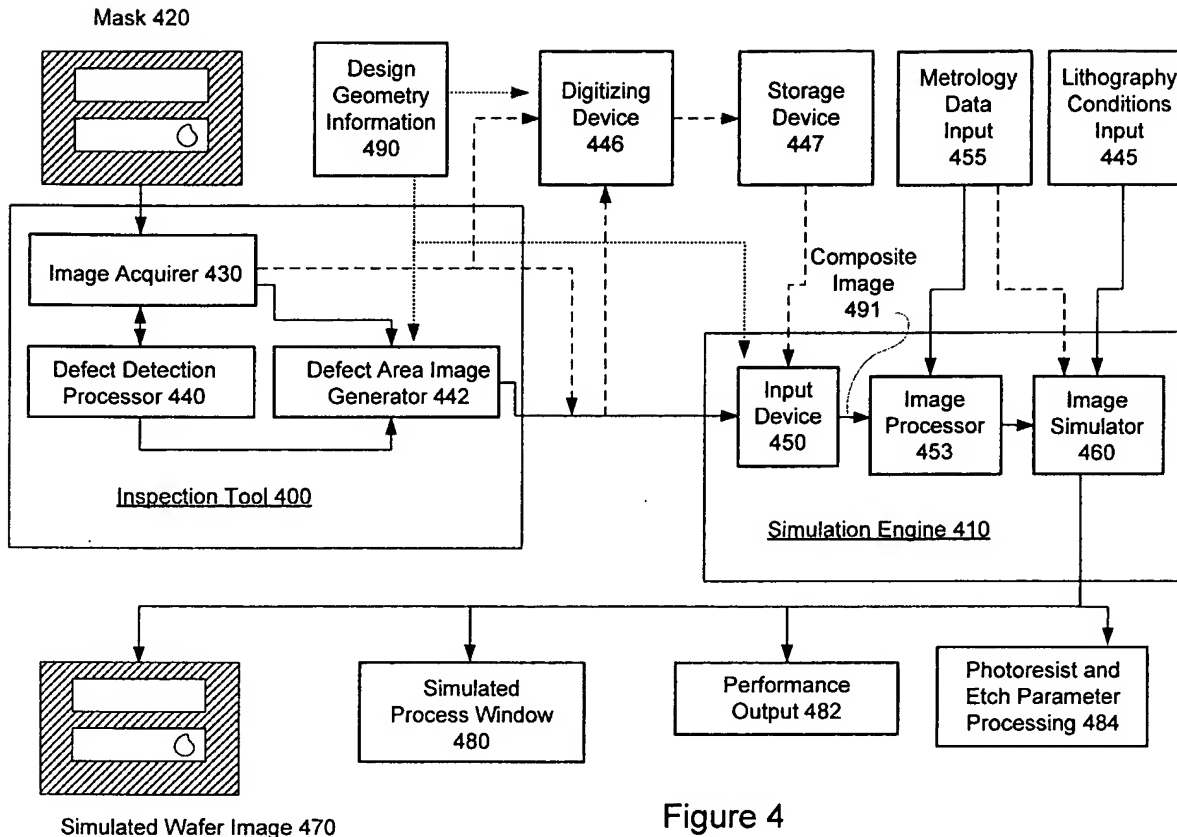 Mask 420
Design
Geometry
Information
490
Digitizing
Device
446
Storage
Device
447
Metrology
Data
Input
455
Lithography
Conditions
Input
445
Image Acquirer 430
Defect Detection
Processor 440
Defect Area Image
Generator 442
Inspection Tool 400
Composite
Image
491
Input
Device
450
Image
Processor
453
Image
Simulator
460
Simulation Engine 410
Simulated
Process Window
480
Performance
Output 482
Photoresist and
Etch Parameter
Processing 484
Simulated Wafer Image 470
Figure 4